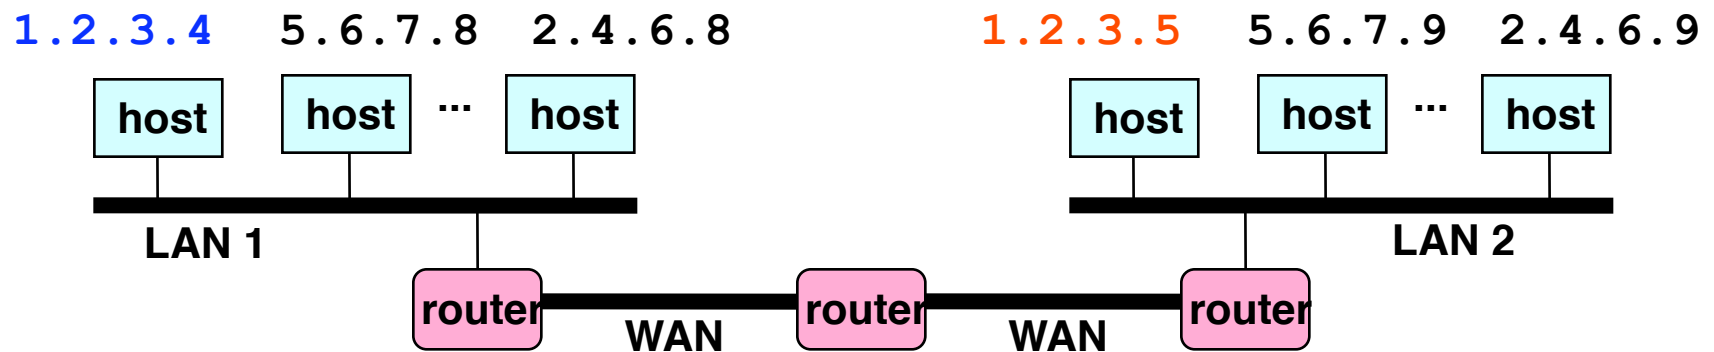 1.2.3.4 5.6.7.8 2.4.6.8 1.2.3.5 5.6.7.9 2.4.6.9
host host ... host host host ... host
LAN 1 LAN 2
router router router
WAN WAN